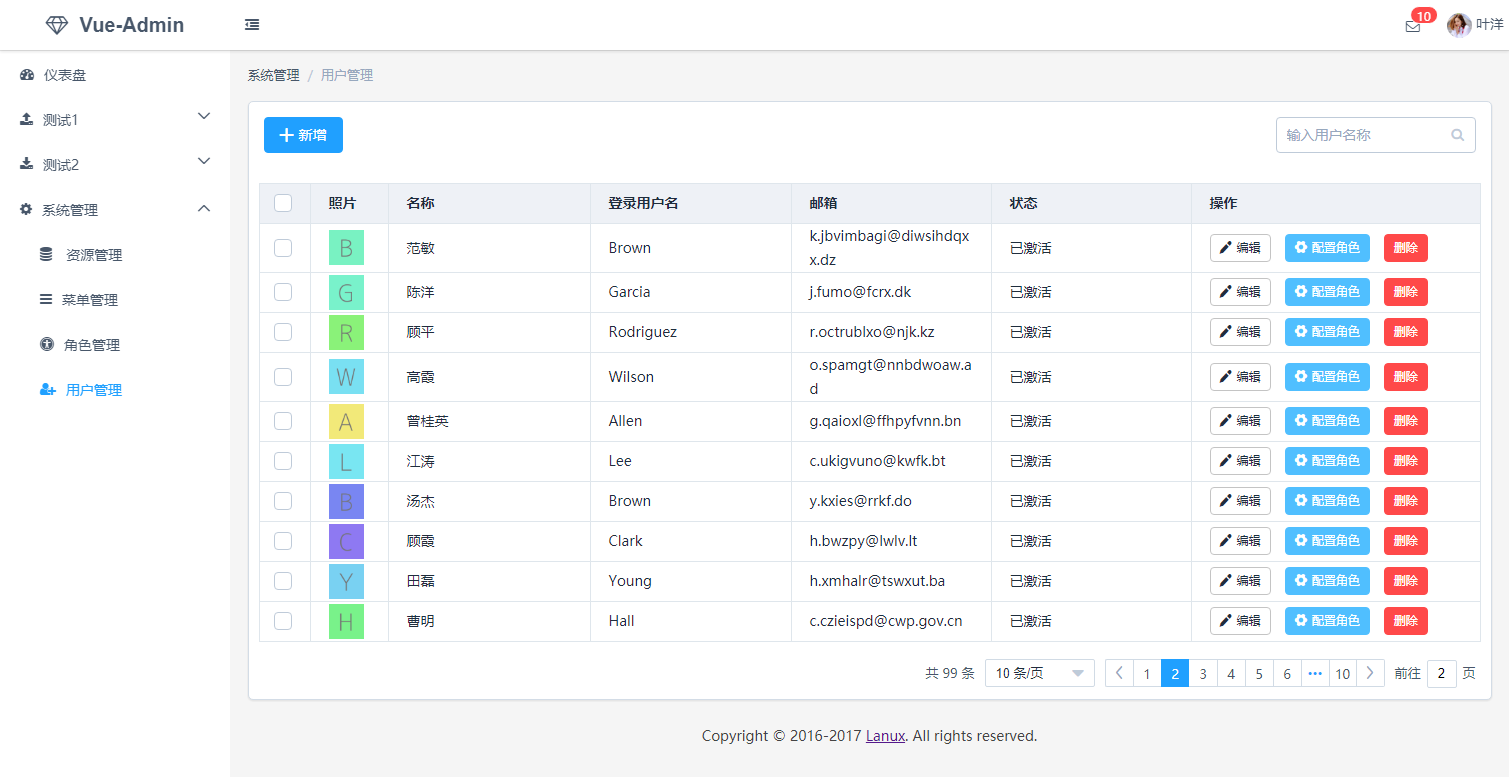 Vue-Admin
10
叶洋
仪表盘
测试1
测试2
系统管理
资源管理
菜单管理
角色管理
用户管理
系统管理 / 用户管理
新增
输入用户名称
照片 名称 登录用户名 邮箱 状态 操作
B 范敏 Brown k.jbvimbagi@diwsihdqx 已激活 编辑 配置角色 删除
x.dz
G 陈洋 Garcia j.fumo@fcrx.dk 已激活 编辑 配置角色 删除
R 顾平 Rodriguez r.octrublxo@njk.kz 已激活 编辑 配置角色 删除
W 高霞 Wilson o.spamgt@nnbdwoaw.a 已激活 编辑 配置角色 删除
d
A 曾桂英 Allen g.qaioxl@ffhpyfvnn.bn 已激活 编辑 配置角色 删除
L 江涛 Lee c.ukigvuno@kwfk.bt 已激活 编辑 配置角色 删除
B 汤杰 Brown y.kxies@rrkf.do 已激活 编辑 配置角色 删除
C 顾霞 Clark h.bwzpy@lwlv.lt 已激活 编辑 配置角色 删除
Y 田磊 Young h.xmhalr@tswxut.ba 已激活 编辑 配置角色 删除
H 曹明 Hall c.czieispd@cwp.gov.cn 已激活 编辑 配置角色 删除
共 99 条 10 条/页 1 2 3 4 5 6 ••• 10 前往 2 页
Copyright © 2016-2017 Lanux. All rights reserved.